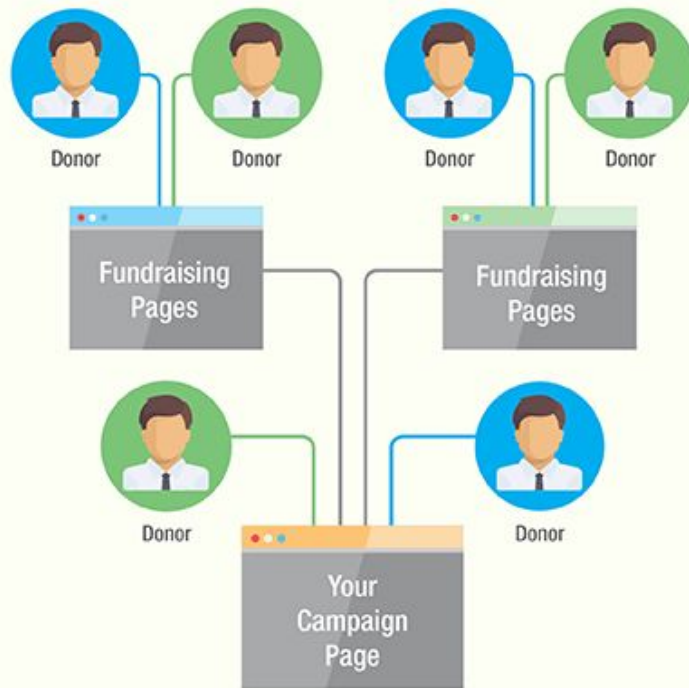 Donor
Donor
Donor
Donor
Fundraising
Pages
Fundraising
Pages
Donor
Donor
Your
Campaign
Page